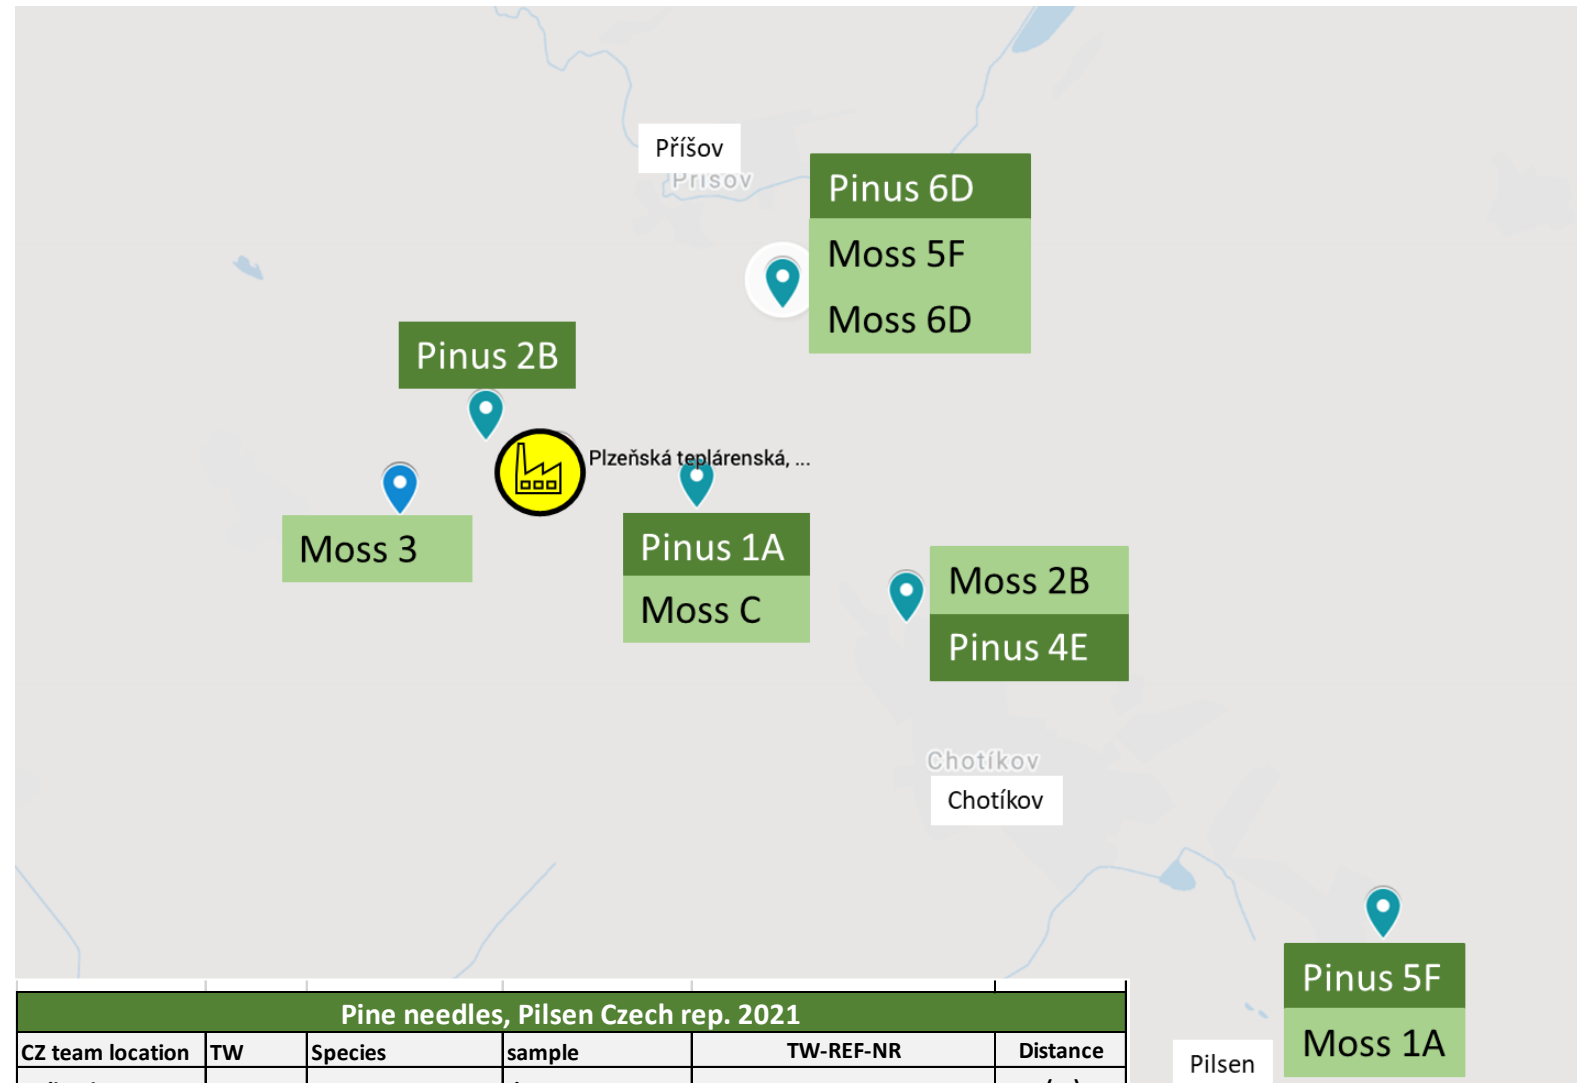 Příšov
Přišov
Pinus 6D
Moss 5F
Moss 6D
Pinus 2B
Plzeňská teplárenská, ...
Moss 3
Pinus 1A
Moss C
Moss 2B
Pinus 4E
Chotíkov
Chotíkov
Pinus 5F
Moss 1A
Pilsen
Pine needles, Pilsen Czech rep. 2021
CZ team location TW Species sample TW-REF-NR Distance